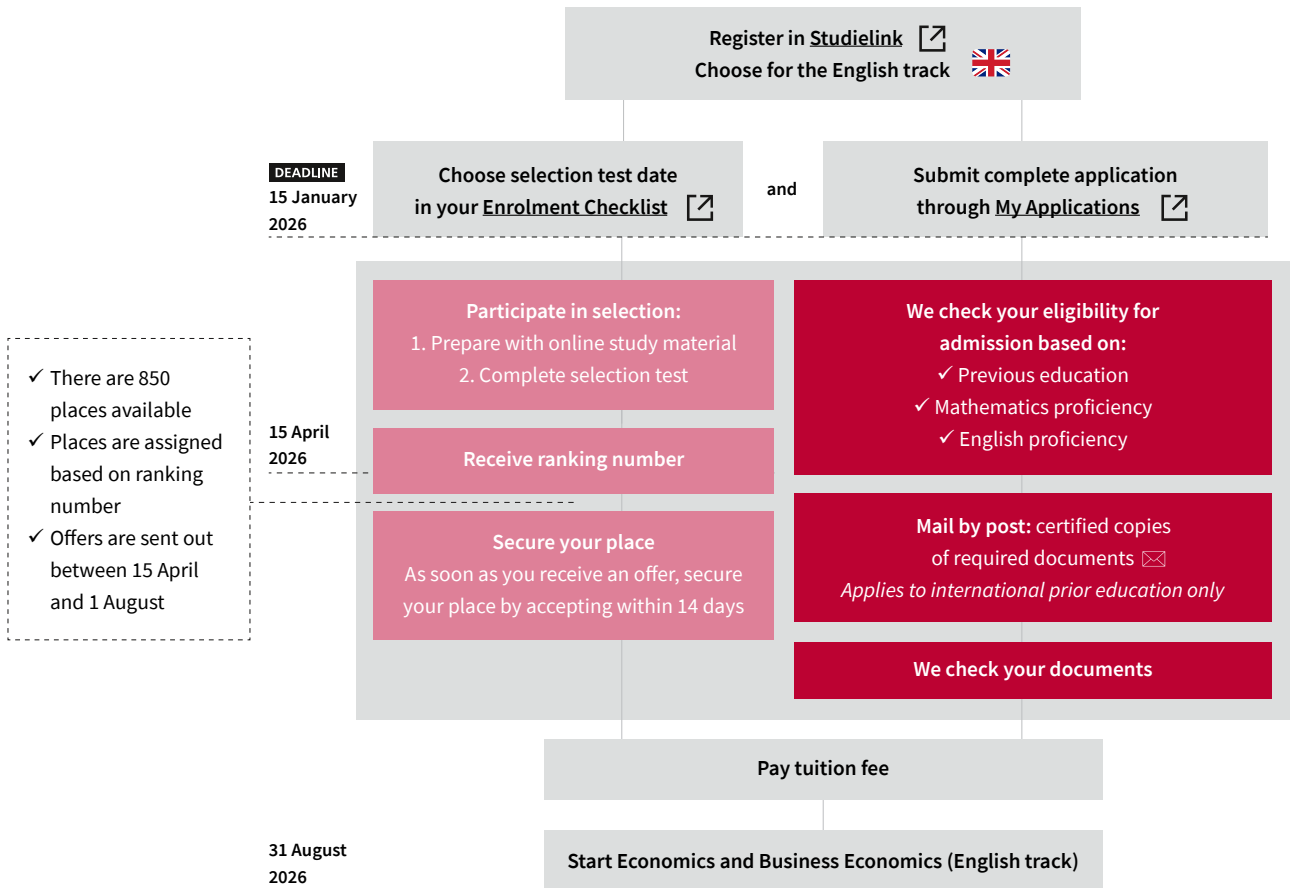 Register in Studielink
Choose for the English track
DEADLINE
15 January
2026
Choose selection test date
in your Enrolment Checklist
and
Submit complete application
through My Applications
Participate in selection:
1. Prepare with online study material
2. Complete selection test
We check your eligibility for
admission based on:
✓ Previous education
✓ Mathematics proficiency
✓ English proficiency
✓ There are 850
places available
✓ Places are assigned
based on ranking
number
✓ Offers are sent out
between 15 April
and 1 August
15 April
2026
Receive ranking number
Secure your place
As soon as you receive an offer, secure
your place by accepting within 14 days
Mail by post: certified copies
of required documents
Applies to international prior education only
We check your documents
Pay tuition fee
31 August
2026
Start Economics and Business Economics (English track)